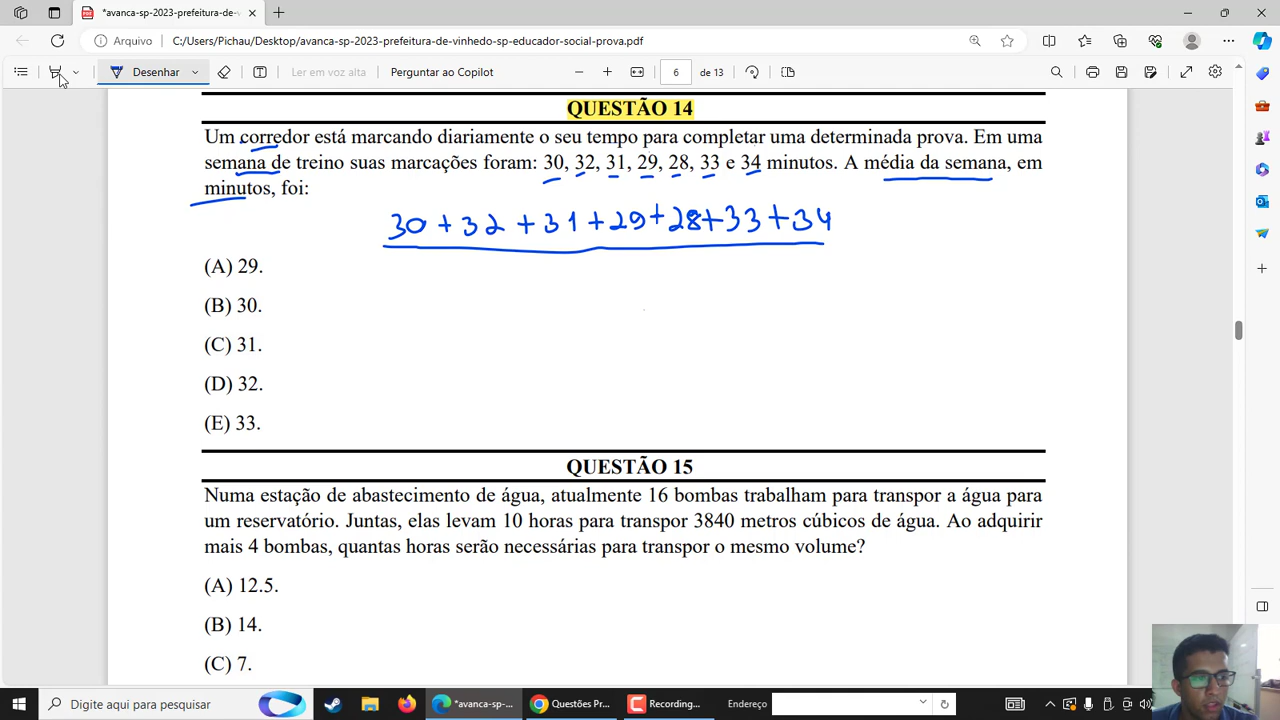 *avanca-sp-2023-prefeitura-de-v
Arquivo
C:/Users/Pichau/Desktop/avanca-sp-2023-prefeitura-de-vinhedo-sp-educador-social-prova.pdf
Desenhar
Ler em voz alta
Perguntar ao Copilot
6 de 13
QUESTÃO 14
Um corredor está marcando diariamente o seu tempo para completar uma determinada prova. Em uma
semana de treino suas marcações foram: 30, 32, 31, 29, 28, 33 e 34 minutos. A média da semana, em
minutos, foi:
30 + 32 + 31 + 29 + 28 + 33 + 34
(A) 29.
(B) 30.
(C) 31.
(D) 32.
(E) 33.
QUESTÃO 15
Numa estação de abastecimento de água, atualmente 16 bombas trabalham para transpor a água para
um reservatório. Juntas, elas levam 10 horas para transpor 3840 metros cúbicos de água. Ao adquirir
mais 4 bombas, quantas horas serão necessárias para transpor o mesmo volume?
(A) 12.5.
(B) 14.
(C) 7.
Digite aqui para pesquisar
*avanca-sp-...
Questões Pr...
Recording...
Endereço